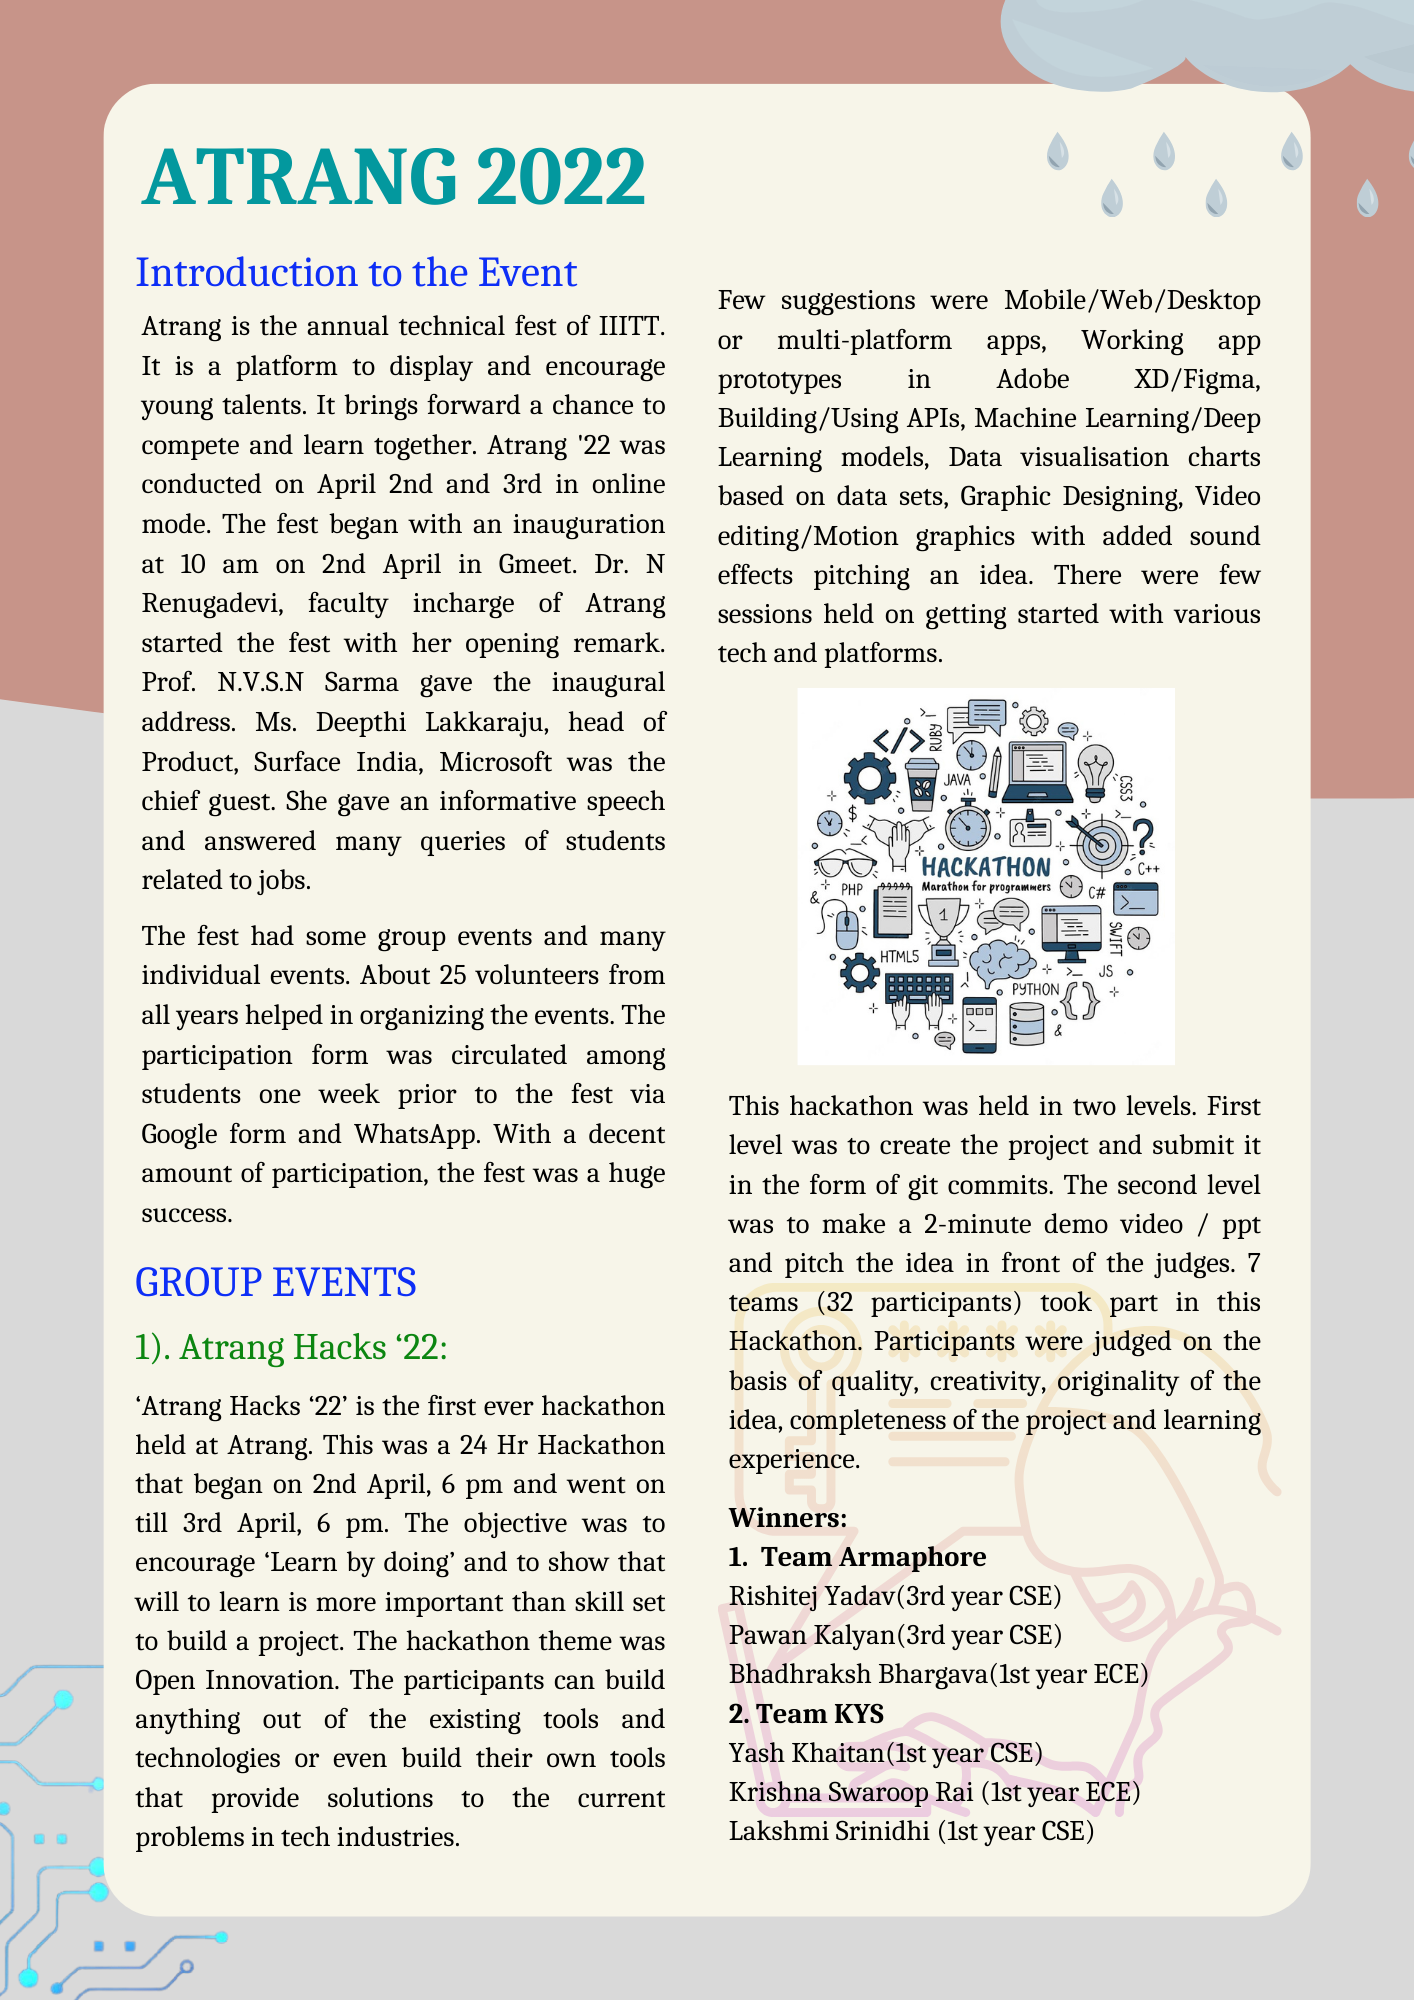 ATRANG 2022
Introduction to the Event
Atrang is the annual technical fest of IIITT.
It is a platform to display and encourage
young talents. It brings forward a chance to
compete and learn together. Atrang '22 was
conducted on April 2nd and 3rd in online
mode. The fest began with an inauguration
at 10 am on 2nd April in Gmeet. Dr. N
Renugadevi, faculty incharge of Atrang
started the fest with her opening remark.
Prof. N.V.S.N Sarma gave the inaugural
address. Ms. Deepthi Lakkaraju, head of
Product, Surface India, Microsoft was the
chief guest. She gave an informative speech
and answered many queries of students
related to jobs.
The fest had some group events and many
individual events. About 25 volunteers from
all years helped in organizing the events. The
participation form was circulated among
students one week prior to the fest via
Google form and WhatsApp. With a decent
amount of participation, the fest was a huge
success.
GROUP EVENTS
1). Atrang Hacks ‘22:
‘Atrang Hacks ‘22’ is the first ever hackathon
held at Atrang. This was a 24 Hr Hackathon
that began on 2nd April, 6 pm and went on
till 3rd April, 6 pm. The objective was to
encourage ‘Learn by doing’ and to show that
will to learn is more important than skill set
to build a project. The hackathon theme was
Open Innovation. The participants can build
anything out of the existing tools and
technologies or even build their own tools
that provide solutions to the current
problems in tech industries.
Few suggestions were Mobile/Web/Desktop
or multi-platform apps, Working app
prototypes in Adobe XD/Figma,
Building/Using APIs, Machine Learning/Deep
Learning models, Data visualisation charts
based on data sets, Graphic Designing, Video
editing/Motion graphics with added sound
effects pitching an idea. There were few
sessions held on getting started with various
tech and platforms.
</>
RUBY
JAVA
CSS3
$
?
HACKATHON
Marathon for programmers
C++
PHP
C#
&
1
SWIFT
HTML5
JS
PYTHON
{}
&
This hackathon was held in two levels. First
level was to create the project and submit it
in the form of git commits. The second level
was to make a 2-minute demo video / ppt
and pitch the idea in front of the judges. 7
teams (32 participants) took part in this
Hackathon. Participants were judged on the
basis of quality, creativity, originality of the
idea, completeness of the project and learning
experience.
Winners:
1. Team Armaphore
Rishitej Yadav(3rd year CSE)
Pawan Kalyan(3rd year CSE)
Bhadhraksh Bhargava(1st year ECE)
2. Team KYS
Yash Khaitan(1st year CSE)
Krishna Swaroop Rai (1st year ECE)
Lakshmi Srinidhi (1st year CSE)